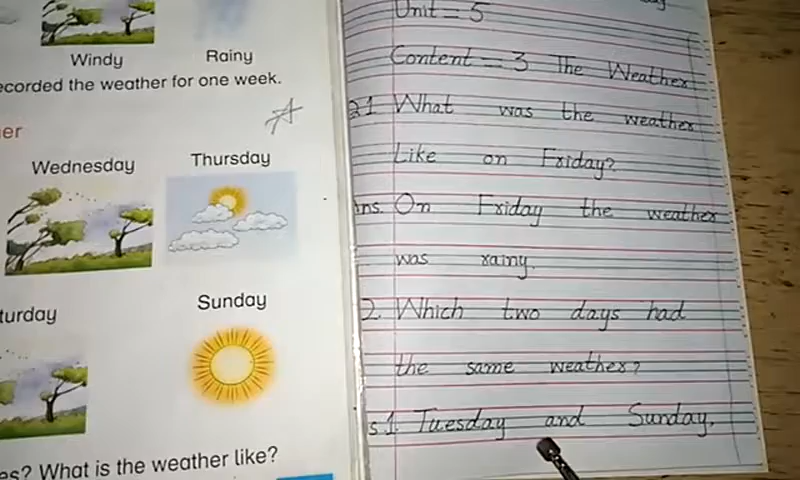 Windy
Rainy
ecorded the weather for one week.
er
Wednesday
Thursday
turday
Sunday
es? What is the weather like?
Unit = 5
Content = 3 The Weather
Q1 What was the weather
Like on Friday?
Ans. On Friday the weather
was rainy.
2. Which two days had
the same weather?
s.1. Tuesday and Sunday.